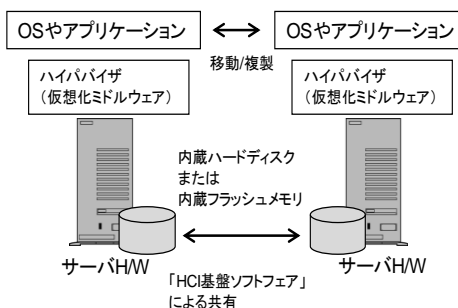 OSやアプリケーション
OSやアプリケーション
移動/複製
ハイパバイザ
(仮想化ミドルウェア)
ハイパバイザ
(仮想化ミドルウェア)
内蔵ハードディスク
または
内蔵フラッシュメモリ
サーバH/W
サーバH/W
「HCI基盤ソフトフェア」
による共有